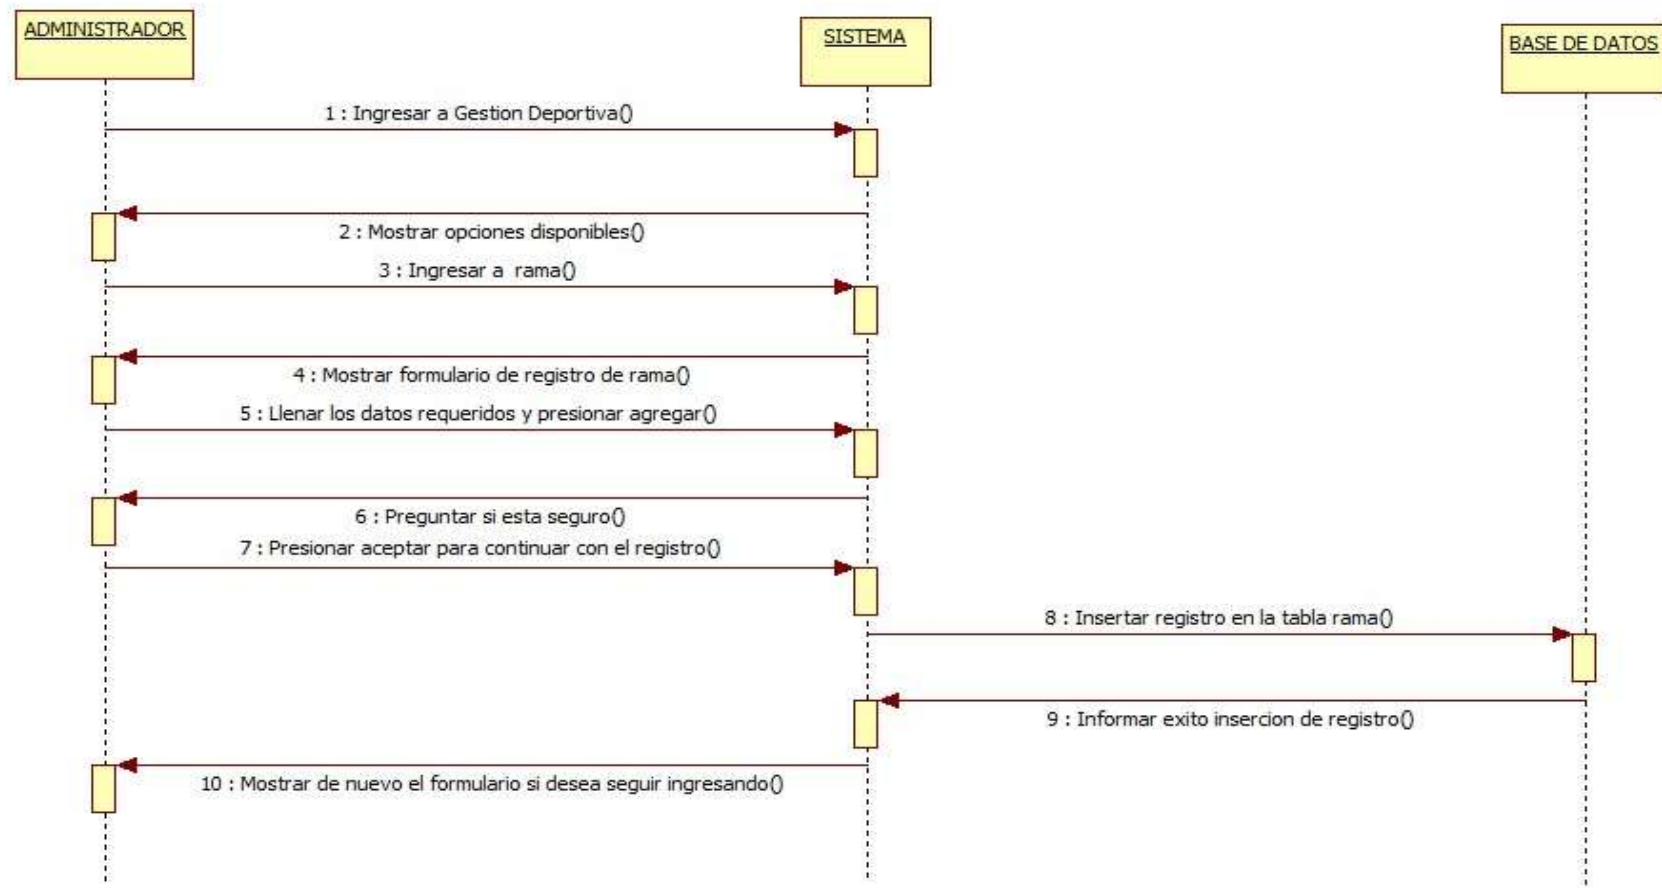 ADMINISTRADOR
SISTEMA
BASE DE DATOS
1 : Ingresar a Gestion Deportiva()
2 : Mostrar opciones disponibles()
3 : Ingresar a rama()
4 : Mostrar formulario de registro de rama()
5 : Llenar los datos requeridos y presionar agregar()
6 : Preguntar si esta seguro()
7 : Presionar aceptar para continuar con el registro()
8 : Insertar registro en la tabla rama()
9 : Informar exito insercion de registro()
10 : Mostrar de nuevo el formulario si desea seguir ingresando()